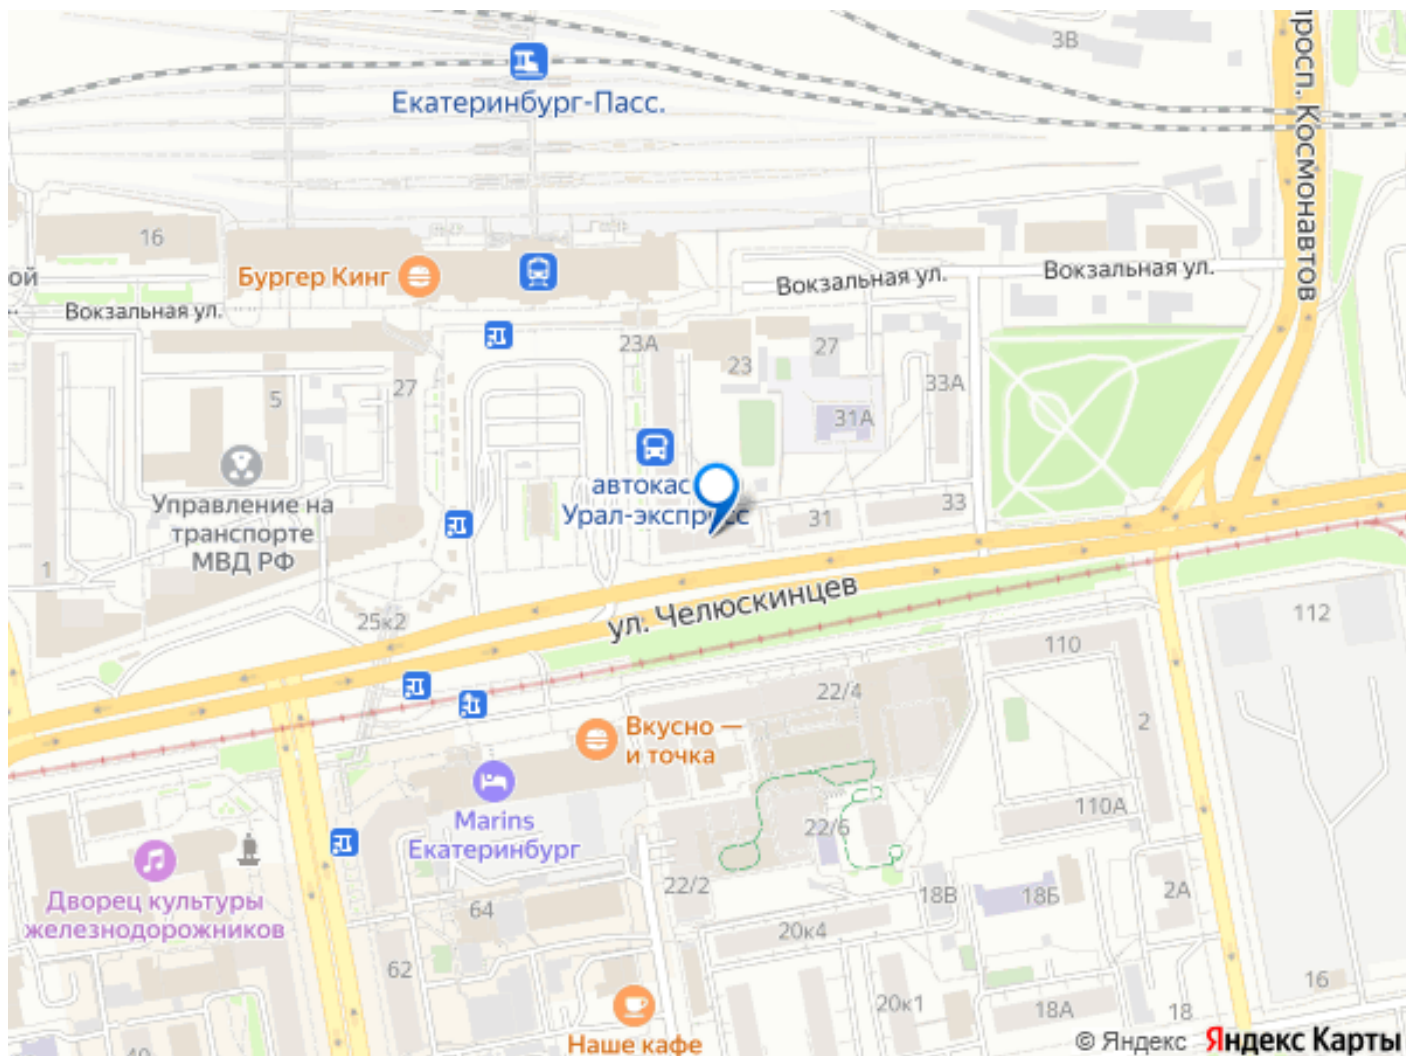 3В
просп. Космонавтов
Екатеринбург-Пасс.
16
Бургер Кинг
ой
Вокзальная ул.
Вокзальная ул.
Вокзальная ул.
23А
23
27
33А
5
27
31А
автокас
Урал-экспресс
31
33
Управление на
транспорте
МВД РФ
1
25к2
ул. Челюскинцев
112
110
22/4
2
Вкусно —
и точка
Marins
Екатеринбург
22/6
110А
Дворец культуры
железнодорожников
64
22/2
18В
18Б
2А
20к4
62
20к1
18А
18
16
Наше кафе
© Яндекс Яндекс Карты